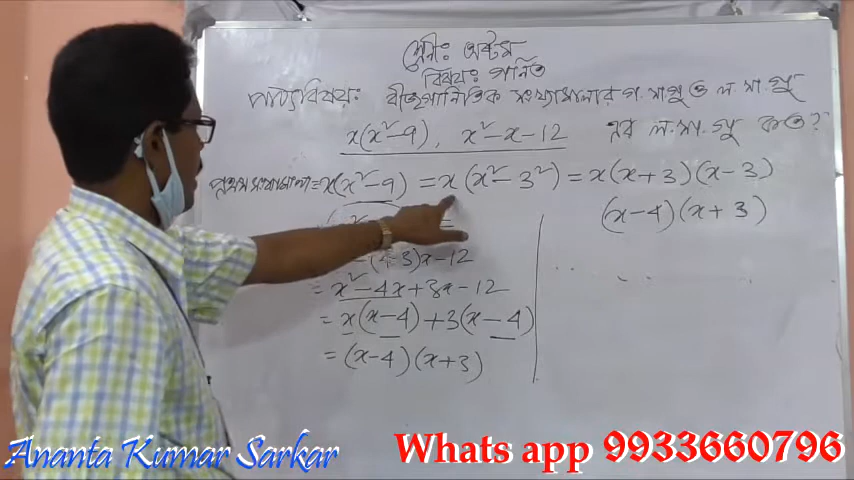 শ্রেণীঃ অষ্টম
বিষয়ঃ গণিত
পাঠ্যবিষয়ঃ বীজগাণিতিক সংখ্যামালার গ.সা.গু ও ল.সা.গু
x(x²-9), x²-x-12 এর ল.সা.গু কত?
প্রথম সংখ্যামালা = x(x²-9) = x(x²-3²) = x(x+3)(x-3)
(x-4)(x+3)
-(4-3)x-12
= x²-4x+3x-12
= x(x-4)+3(x-4)
= (x-4)(x+3)
Ananta Kumar Sarkar
Whats app 9933660796